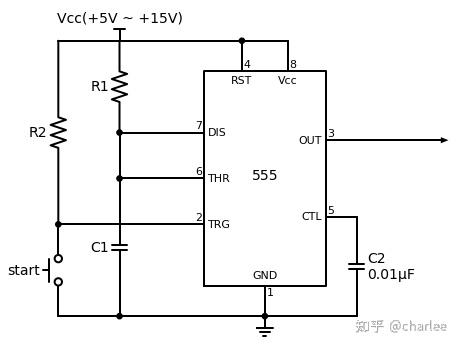 Vcc(+5V ~ +15V)
4
8
RST
Vcc
R1
7
DIS
R2
OUT
3
6
THR
555
2
TRG
CTL
5
C1
start
GND
C2
0.01μF
1
知乎 @charlee